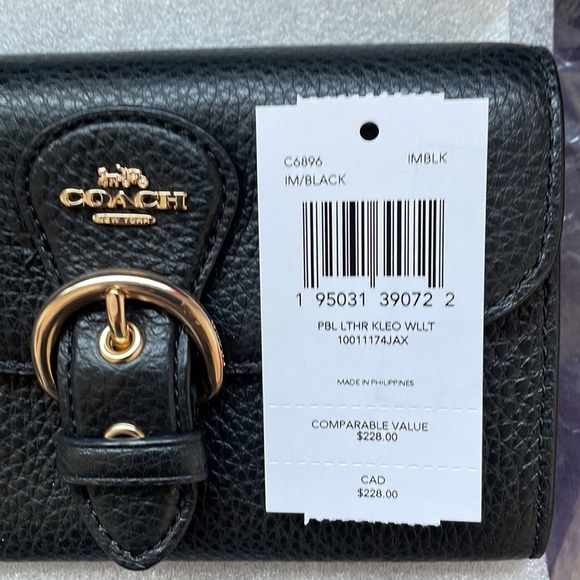 COACH
NEW YORK
C6896 IMBLK
IM/BLACK
1 95031 39072 2
PBL LTHR KLEO WLLT
10011174JAX
MADE IN PHILIPPINES
COMPARABLE VALUE
$228.00
CAD
$228.00